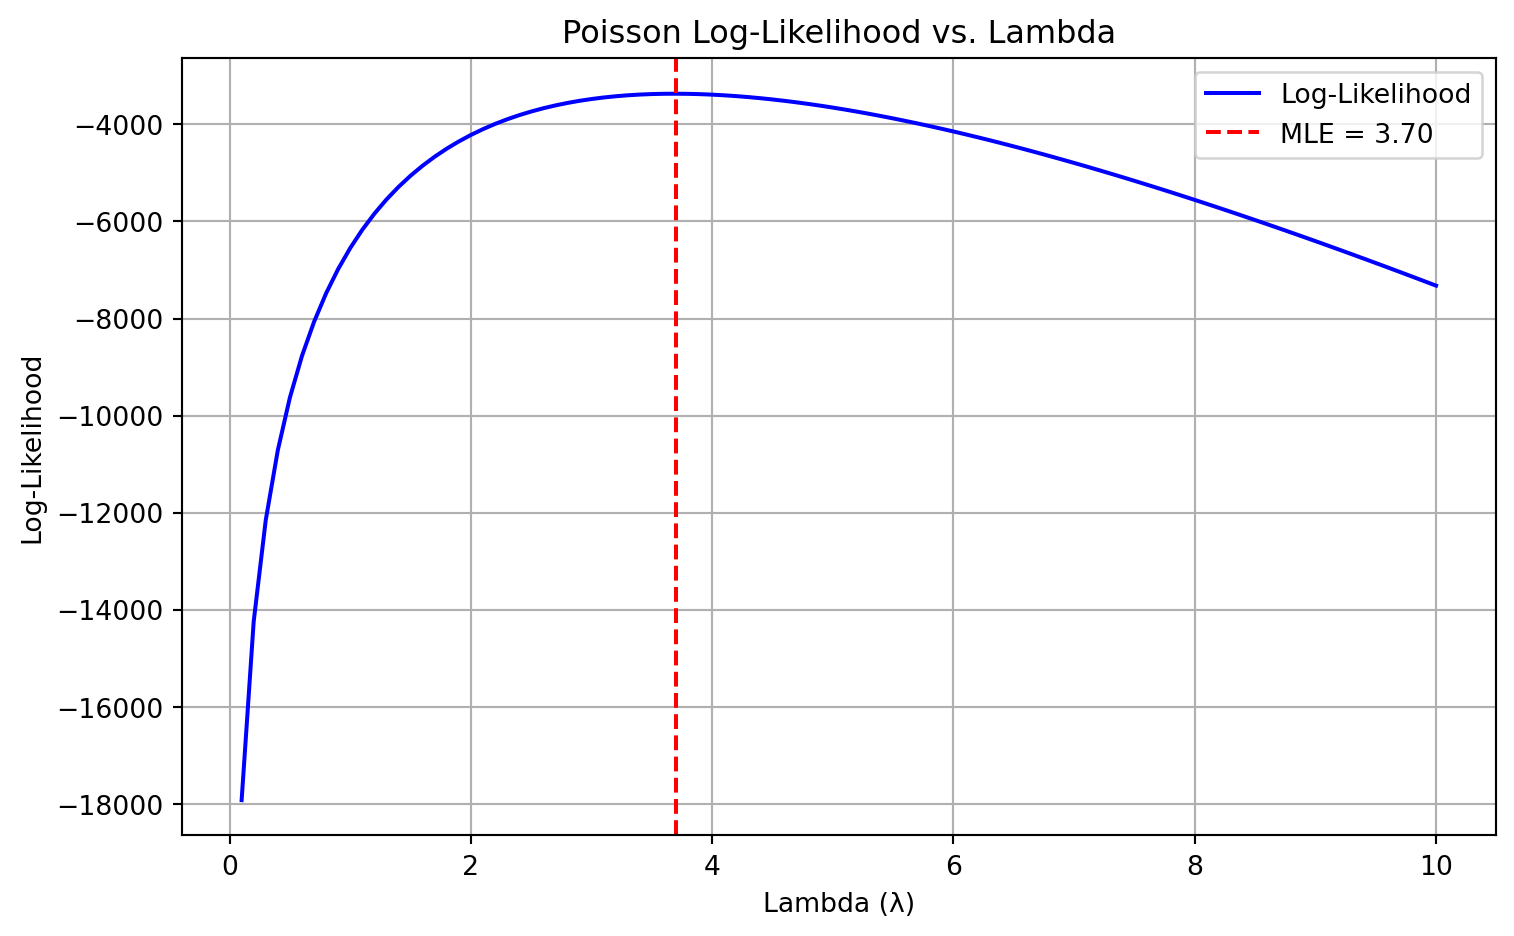 Poisson Log-Likelihood vs. Lambda
Log-Likelihood
MLE = 3.70
−4000
−6000
−8000
−10000
−12000
−14000
−16000
−18000
Log-Likelihood
0 2 4 6 8 10
Lambda (λ)